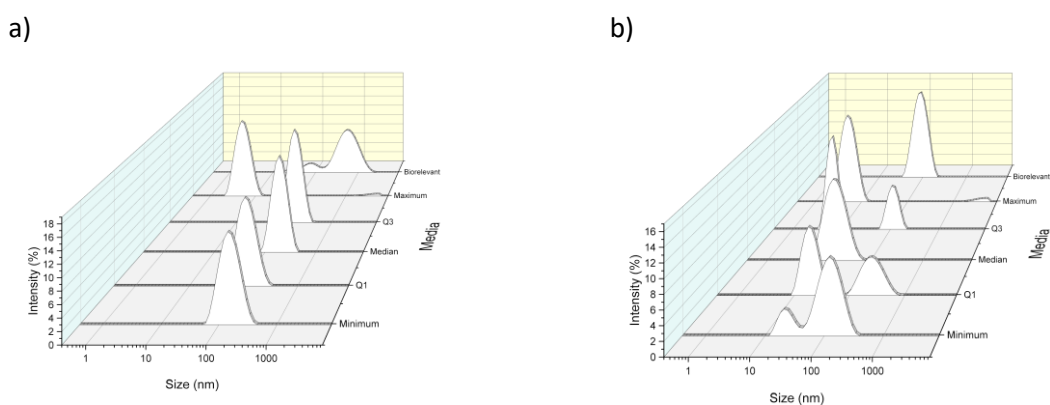 a)
Biorelevant
Maximum
Q3
Median
Q1
Minimum
Media
18
16
14
12
10
8
6
4
2
0
Intensity (%)
1 10 100 1000
Size (nm)
b)
Biorelevant
Maximum
Q3
Median
Q1
Minimum
Media
16
14
12
10
8
6
4
2
0
Intensity (%)
1 10 100 1000
Size (nm)